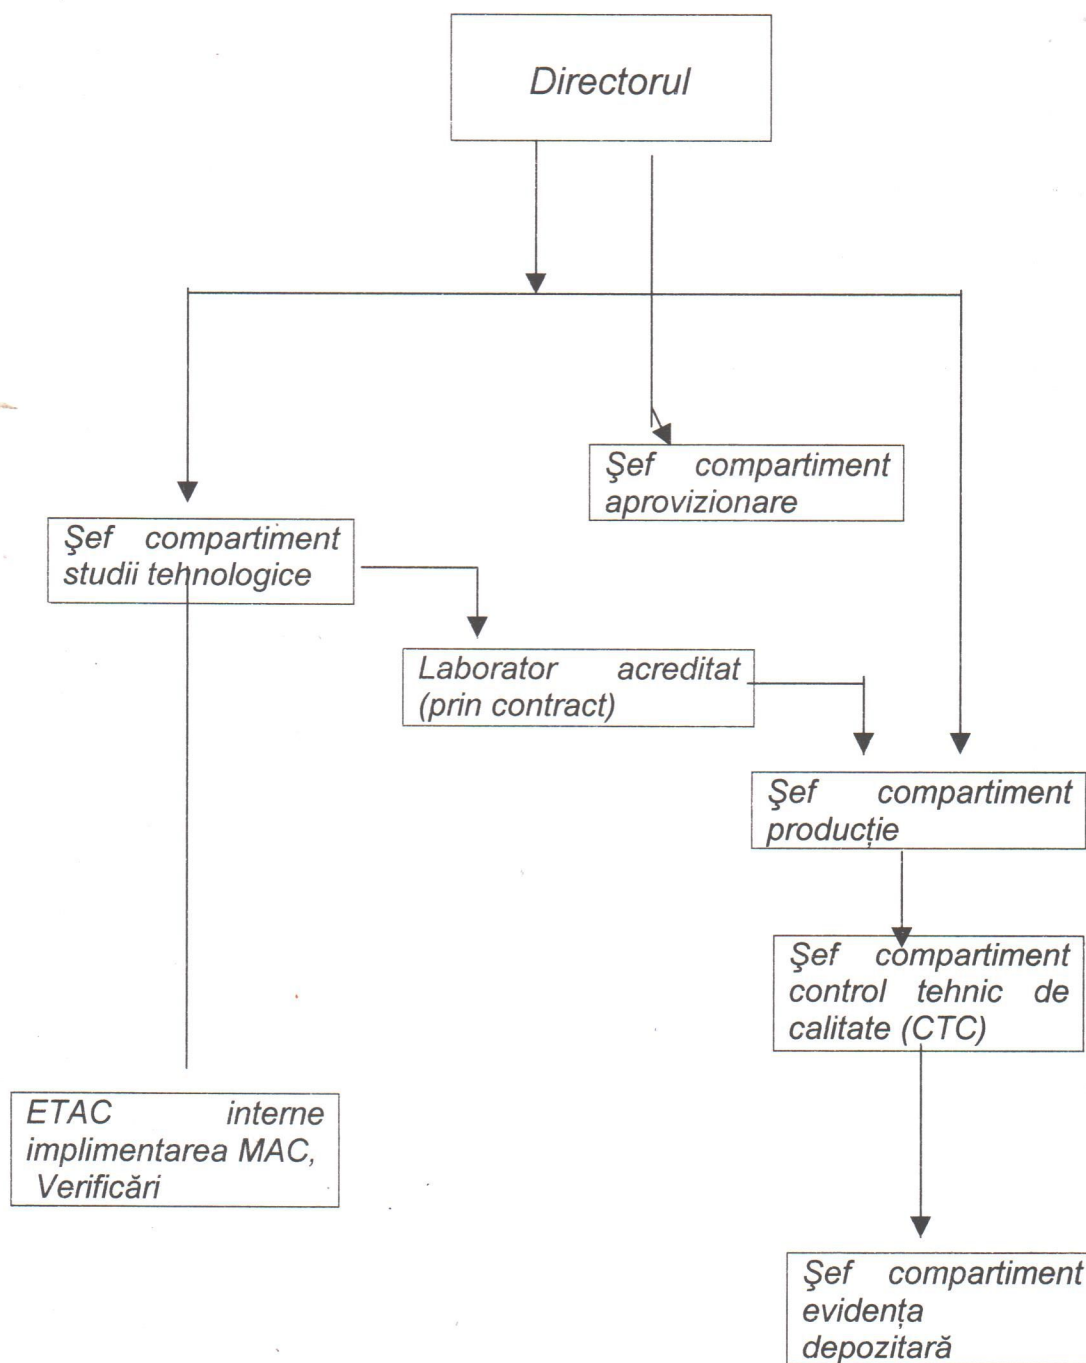 Directorul
Şef compartiment
aprovizionare
Şef compartiment
studii tehnologice
Laborator acreditat
(prin contract)
Şef compartiment
producție
Şef compartiment
control tehnic de
calitate (CTC)
ETAC interne
implimentarea MAC,
Verificări
Şef compartiment
evidența
depozitară